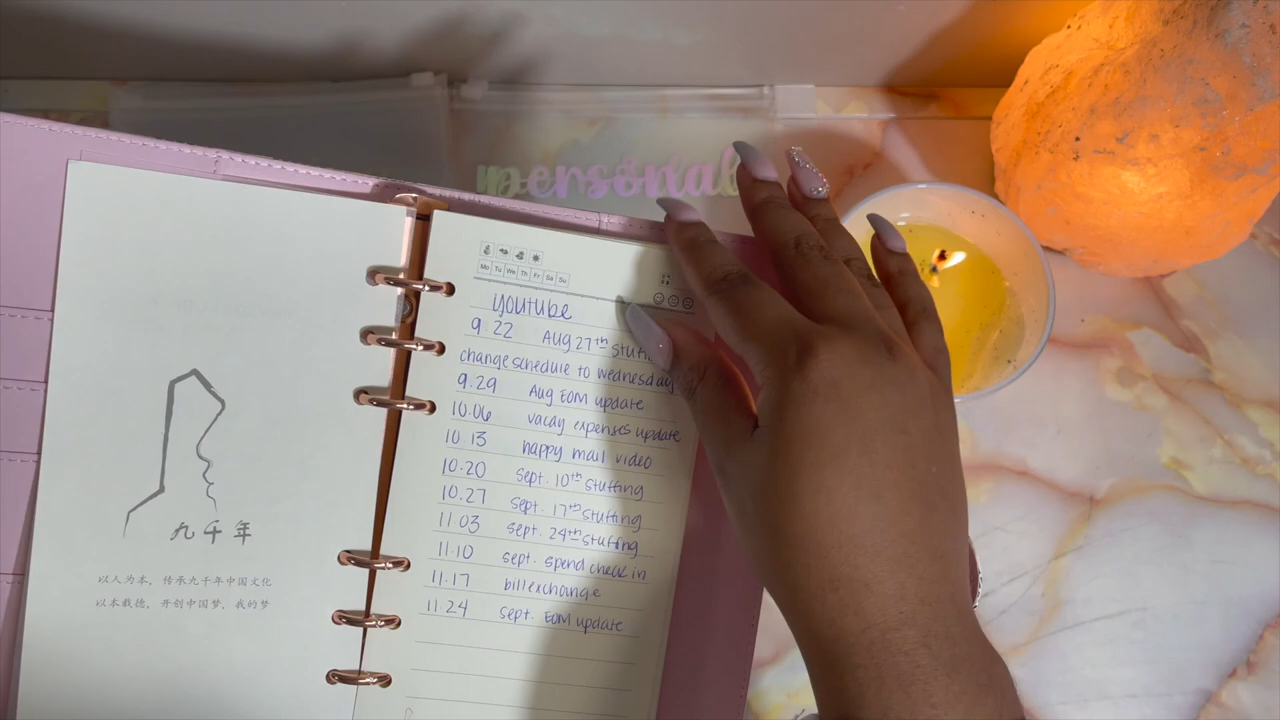 personal
九千年
以人为本，传承九千年中国文化
以本载德，开创中国梦，我的梦
Mo Tu We Th Fr Sa Su
youtube
9.22 Aug 27th stuffing
change schedule to wednesday
9.29 Aug EOM update
10.06 vacay expenses update
10.13 happy mail video
10.20 sept. 10th stuffing
10.27 sept. 17th stuffing
11.03 sept. 24th stuffing
11.10 sept. spend check in
11.17 bill exchange
11.24 sept. EOM update